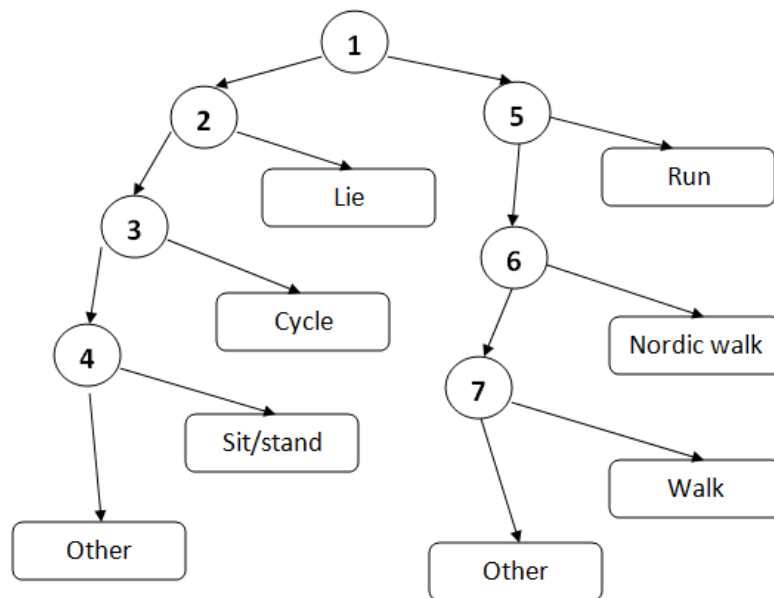 1
2
5
Lie
Run
3
6
Cycle
Nordic walk
4
7
Sit/stand
Walk
Other
Other